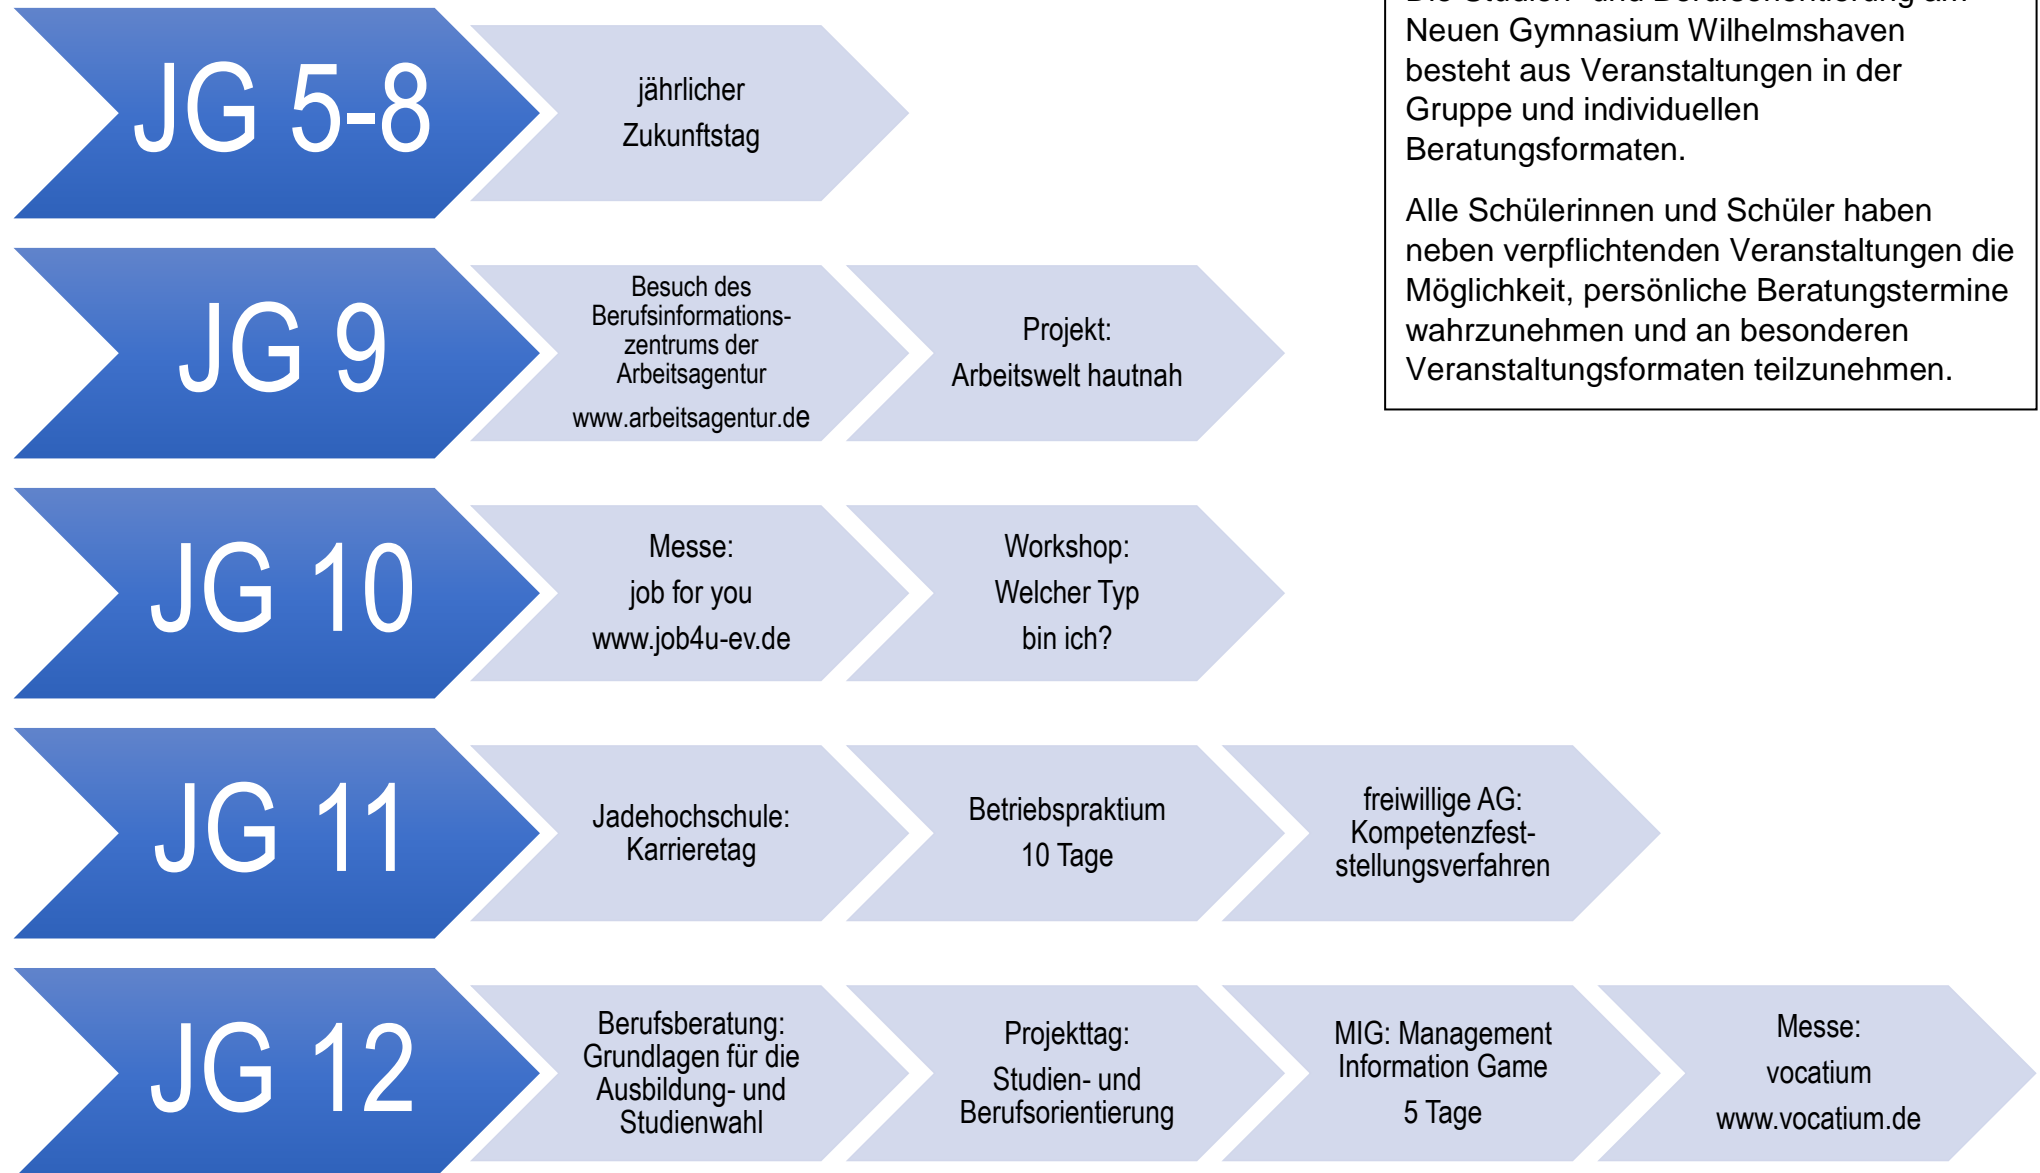 JG 5-8
jährlicher
Zukunftstag
Die Studien- und Berufsorientierung am
Neuen Gymnasium Wilhelmshaven
besteht aus Veranstaltungen in der
Gruppe und individuellen
Beratungsformaten.
Alle Schülerinnen und Schüler haben
neben verpflichtenden Veranstaltungen die
Möglichkeit, persönliche Beratungstermine
wahrzunehmen und an besonderen
Veranstaltungsformaten teilzunehmen.
JG 9
Besuch des
Berufsinformations-
zentrums der
Arbeitsagentur
www.arbeitsagentur.de
Projekt:
Arbeitswelt hautnah
JG 10
Messe:
job for you
www.job4u-ev.de
Workshop:
Welcher Typ
bin ich?
JG 11
Jadehochschule:
Karrieretag
Betriebspraktium
10 Tage
freiwillige AG:
Kompetenzfest-
stellungsverfahren
JG 12
Berufsberatung:
Grundlagen für die
Ausbildung- und
Studienwahl
Projekttag:
Studien- und
Berufsorientierung
MIG: Management
Information Game
5 Tage
Messe:
vocatium
www.vocatium.de